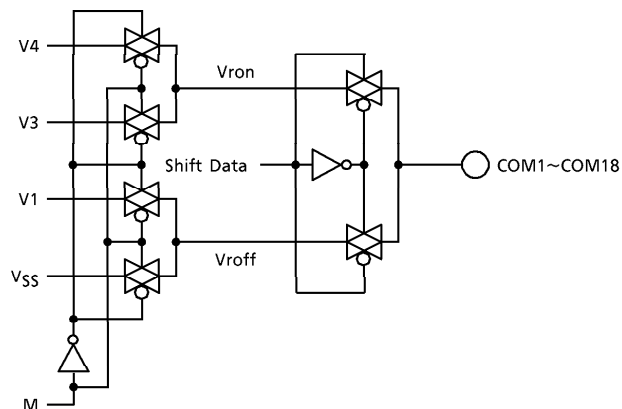 V4
Vron
V3
Shift Data
COM1~COM18
V1
Vroff
VSS
M